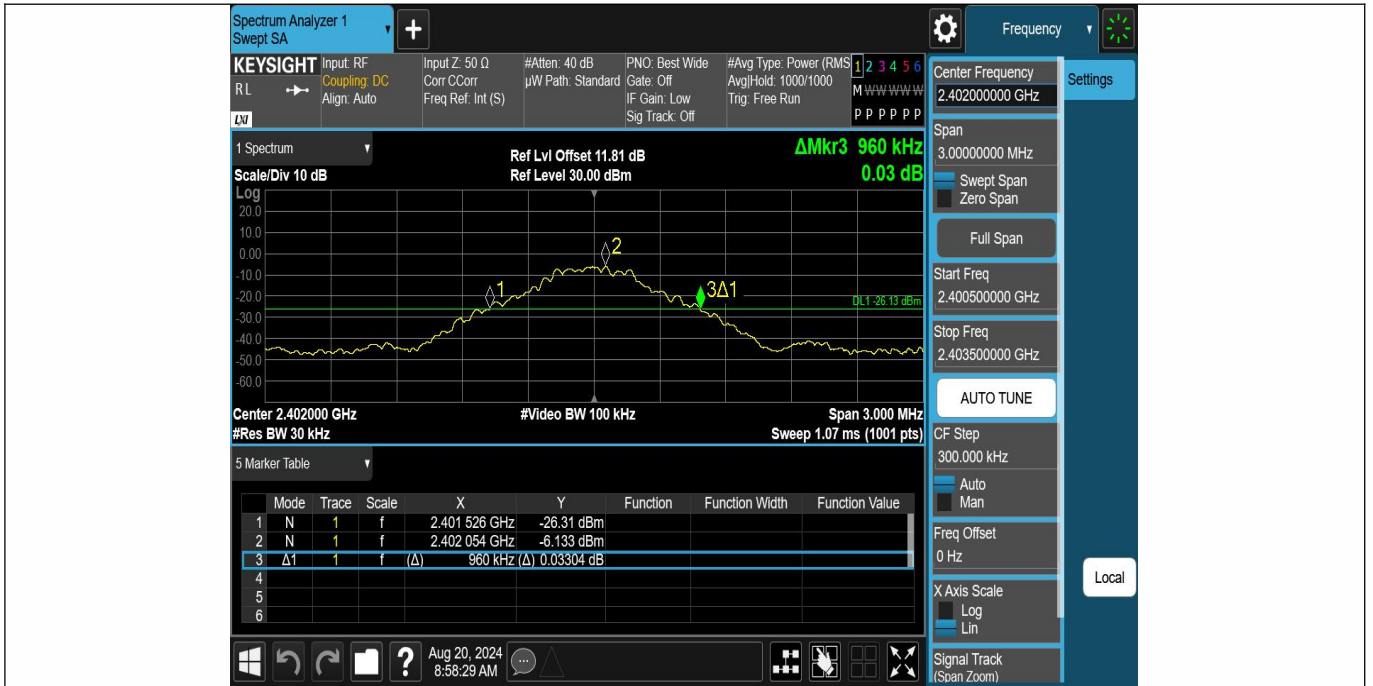 Spectrum Analyzer 1
Swept SA
+
Frequency
KEYSIGHT
RL
LXI
Input: RF
Coupling: DC
Align: Auto
Input Z: 50 Ω
Corr CCorr
Freq Ref: Int (S)
#Atten: 40 dB
µW Path: Standard
PNO: Best Wide
Gate: Off
IF Gain: Low
Sig Track: Off
#Avg Type: Power (RMS
Avg|Hold: 1000/1000
Trig: Free Run
1 2 3 4 5 6
M W W W W W
P P P P P P
1 Spectrum
Scale/Div 10 dB
Ref Lvl Offset 11.81 dB
Ref Level 30.00 dBm
ΔMkr3 960 kHz
0.03 dB
Log
20.0
10.0
0.00
-10.0
-20.0
-30.0
-40.0
-50.0
-60.0
1
2
3Δ1
DL1 -26.13 dBm
Center 2.402000 GHz
#Video BW 100 kHz
Span 3.000 MHz
#Res BW 30 kHz
Sweep 1.07 ms (1001 pts)
5 Marker Table
Mode Trace Scale X Y Function Function Width Function Value
1 N 1 f 2.401 526 GHz -26.31 dBm
2 N 1 f 2.402 054 GHz -6.133 dBm
3 Δ1 1 f (Δ) 960 kHz (Δ) 0.03304 dB
4
5
6
?
Aug 20, 2024
8:58:29 AM
Center Frequency
2.402000000 GHz
Settings
Span
3.00000000 MHz
Swept Span
Zero Span
Full Span
Start Freq
2.400500000 GHz
Stop Freq
2.403500000 GHz
AUTO TUNE
CF Step
300.000 kHz
Auto
Man
Freq Offset
0 Hz
Local
X Axis Scale
Log
Lin
Signal Track
(Span Zoom)